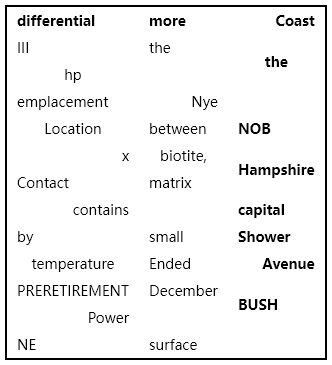 differential more Coast
III the
the
hp
emplacement Nye
Location between NOB
x biotite,
Hampshire
Contact matrix
contains capital
by small Shower
temperature Ended Avenue
PRERETIREMENT December
BUSH
Power
NE surface